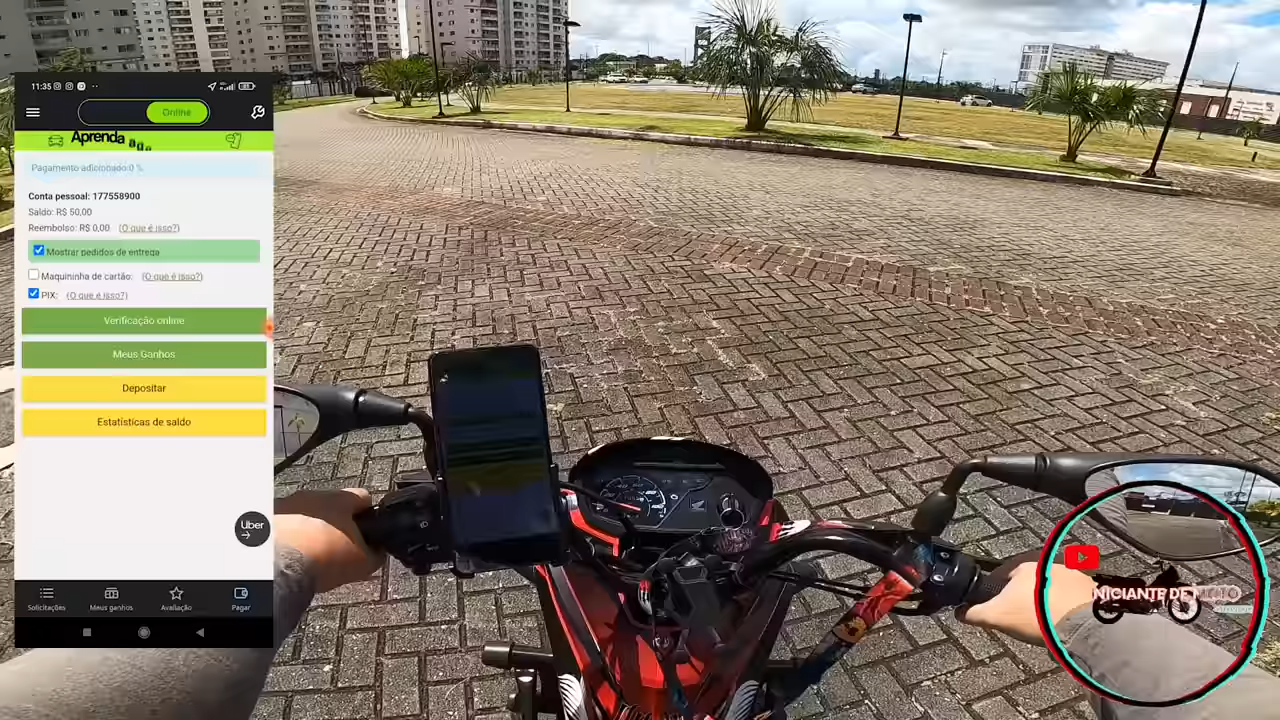 11:35
Online
Aprenda a
Pagamento adicionado 0 %
Conta pessoal: 177558900
Saldo: R$ 50,00
Reembolso: R$ 0,00 (O que é isso?)
Mostrar pedidos de entrega
Maquininha de cartão: (O que é isso?)
PIX: (O que é isso?)
Verificação online
Meus Ganhos
Depositar
Estatísticas de saldo
Uber
Solicitações Meus ganhos Avaliação Pagar
NICIANTE DE